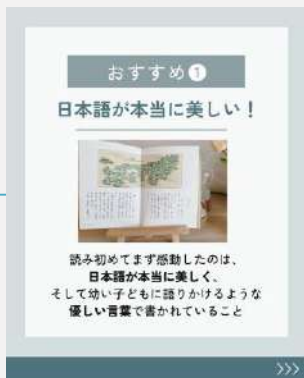 おすすめ❶
日本語が本当に美しい！
読み初めてまず感動したのは、
日本語が本当に美しく、
そして幼い子どもに語りかけるような
優しい言葉で書かれていること
>>>